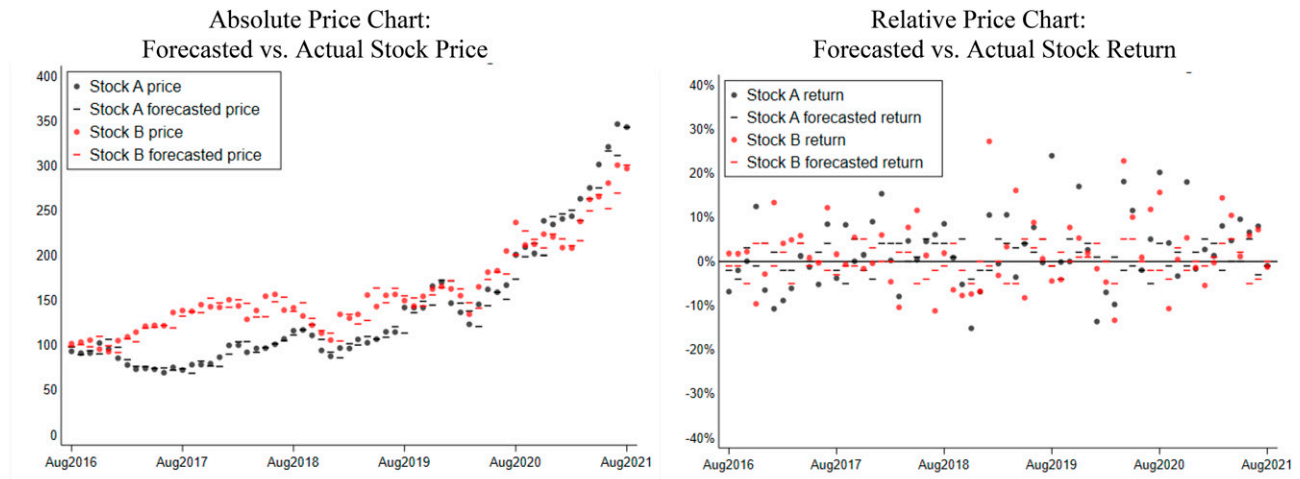 Absolute Price Chart:
Forecasted vs. Actual Stock Price
400
350
300
250
200
150
100
50
0
Stock A price
Stock A forecasted price
Stock B price
Stock B forecasted price
Aug2016 Aug2017 Aug2018 Aug2019 Aug2020 Aug2021
Relative Price Chart:
Forecasted vs. Actual Stock Return
40%
30%
20%
10%
0%
-10%
-20%
-30%
-40%
Stock A return
Stock A forecasted return
Stock B return
Stock B forecasted return
Aug2016 Aug2017 Aug2018 Aug2019 Aug2020 Aug2021